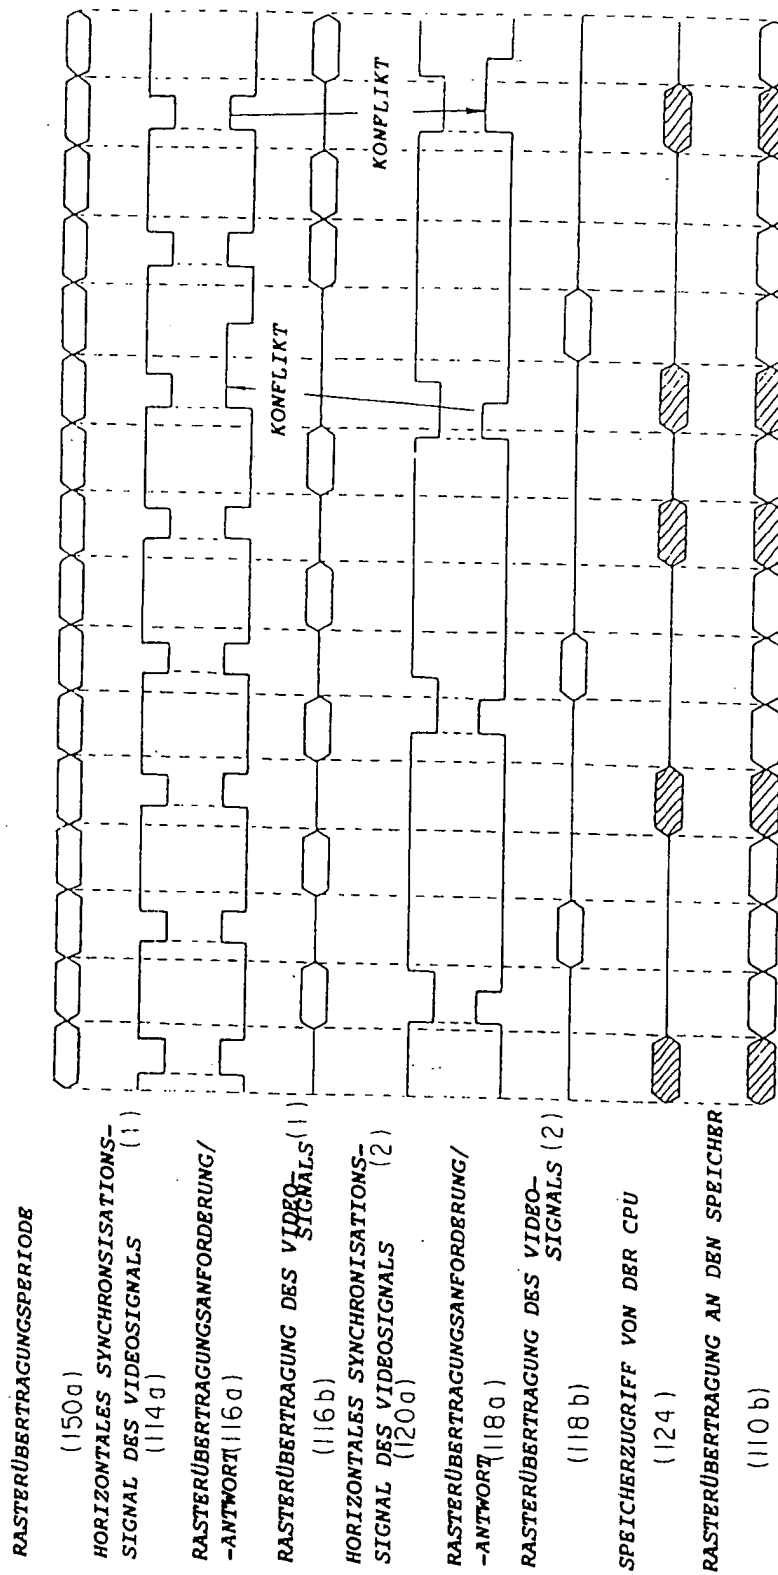 RASTERÜBERTRAGUNGSPERIODE
(150a)
HORIZONTALES SYNCHRONSISATIONS-
SIGNAL DES VIDEOSIGNALS (1)
(114a)
RASTERÜBERTRAGUNGSANFORDERUNG/
-ANTWORT(116a)
RASTERÜBERTRAGUNG DES VIDEO-
SIGNALS(1)
(116b)
HORIZONTALES SYNCHRONISATIONS-
SIGNAL DES VIDEOSIGNALS (2)
(120a)
RASTERÜBERTRAGUNGSANFORDERUNG/
-ANTWORT(118a)
RASTERÜBERTRAGUNG DES VIDEO-
SIGNALS (2)
(118b)
SPEICHERZUGRIFF VON DER CPU
(124)
RASTERÜBERTRAGUNG AN DEN SPEICHER
(110b)
KONFLIKT
KONFLIKT